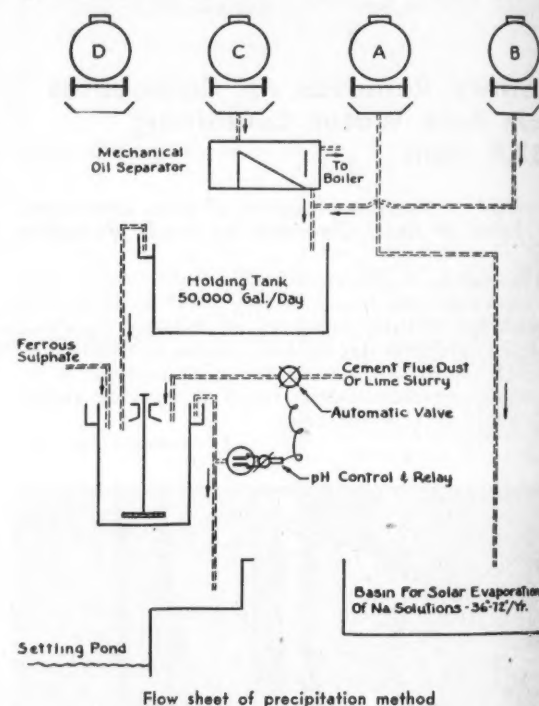 D
C
A
B
Mechanical
Oil Separator
To
Boiler
Holding Tank
50,000 Gal./Day
Ferrous
Sulphate
Cement Flue Dust
Or Lime Slurry
Automatic Valve
pH Control & Relay
Basin For Solar Evaporation
Of Na Solutions - 36"-72"/Yr.
Settling Pond
Flow sheet of precipitation method